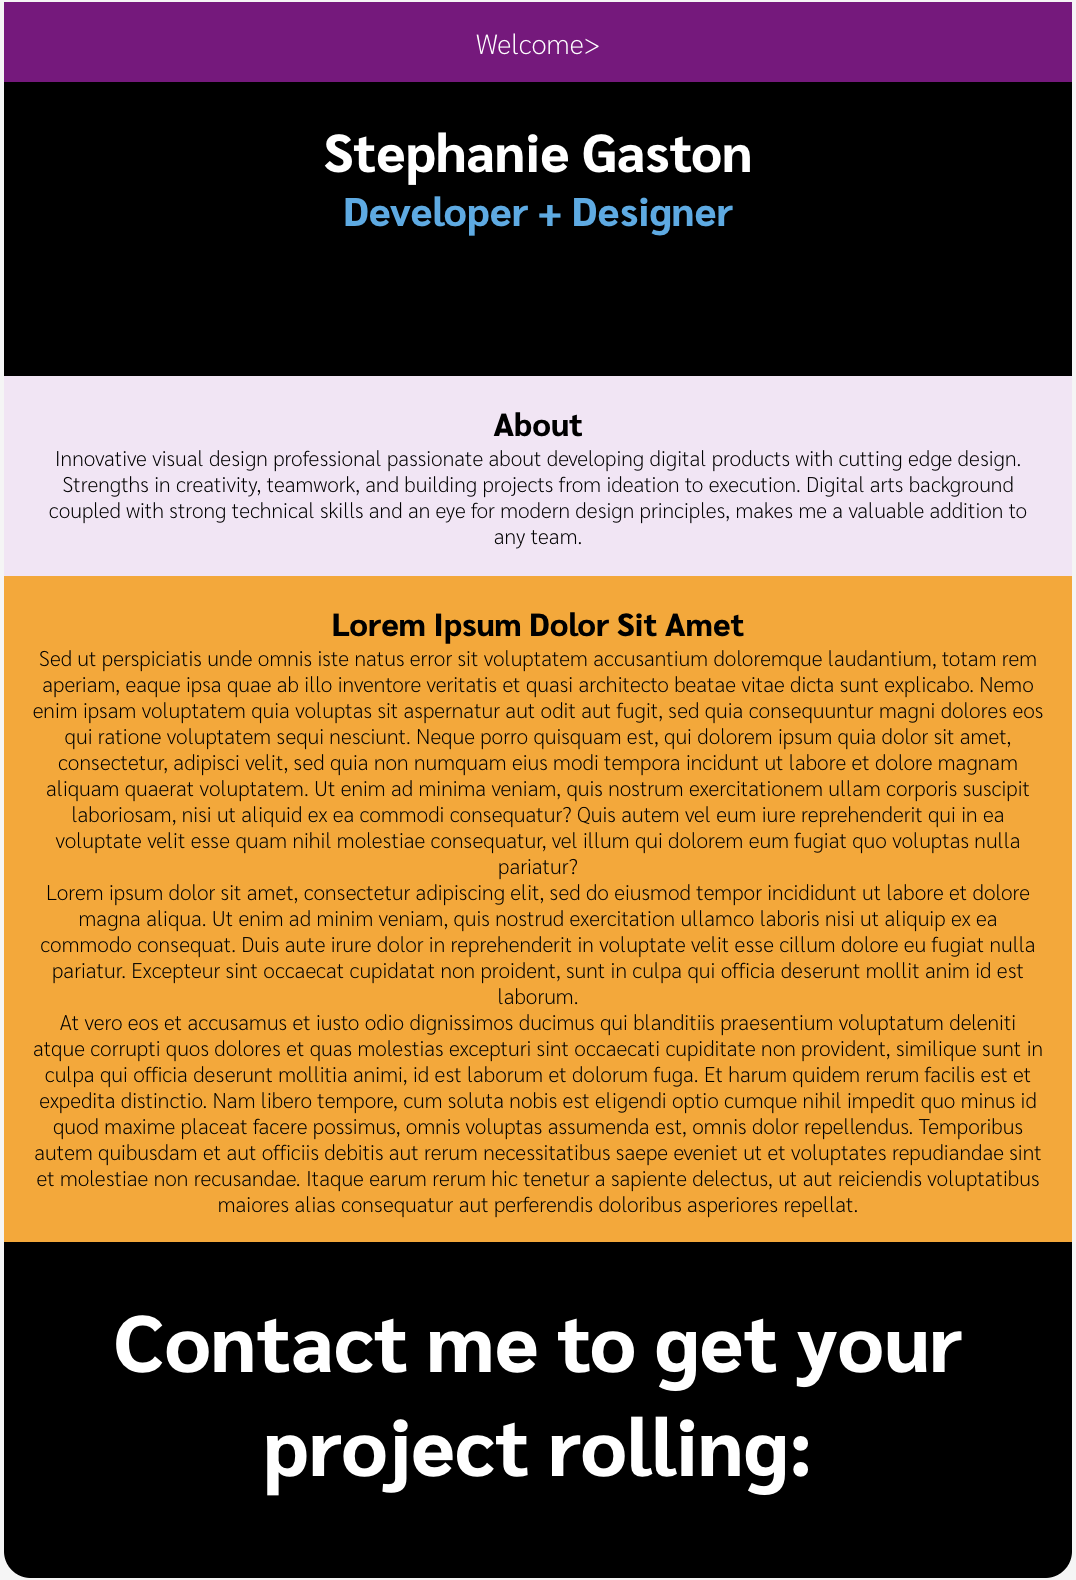 Welcome>
Stephanie Gaston
Developer + Designer
About
Innovative visual design professional passionate about developing digital products with cutting edge design.
Strengths in creativity, teamwork, and building projects from ideation to execution. Digital arts background
coupled with strong technical skills and an eye for modern design principles, makes me a valuable addition to
any team.
Lorem Ipsum Dolor Sit Amet
Sed ut perspiciatis unde omnis iste natus error sit voluptatem accusantium doloremque laudantium, totam rem
aperiam, eaque ipsa quae ab illo inventore veritatis et quasi architecto beatae vitae dicta sunt explicabo. Nemo
enim ipsam voluptatem quia voluptas sit aspernatur aut odit aut fugit, sed quia consequuntur magni dolores eos
qui ratione voluptatem sequi nesciunt. Neque porro quisquam est, qui dolorem ipsum quia dolor sit amet,
consectetur, adipisci velit, sed quia non numquam eius modi tempora incidunt ut labore et dolore magnam
aliquam quaerat voluptatem. Ut enim ad minima veniam, quis nostrum exercitationem ullam corporis suscipit
laboriosam, nisi ut aliquid ex ea commodi consequatur? Quis autem vel eum iure reprehenderit qui in ea
voluptate velit esse quam nihil molestiae consequatur, vel illum qui dolorem eum fugiat quo voluptas nulla
pariatur?
Lorem ipsum dolor sit amet, consectetur adipiscing elit, sed do eiusmod tempor incididunt ut labore et dolore
magna aliqua. Ut enim ad minim veniam, quis nostrud exercitation ullamco laboris nisi ut aliquip ex ea
commodo consequat. Duis aute irure dolor in reprehenderit in voluptate velit esse cillum dolore eu fugiat nulla
pariatur. Excepteur sint occaecat cupidatat non proident, sunt in culpa qui officia deserunt mollit anim id est
laborum.
At vero eos et accusamus et iusto odio dignissimos ducimus qui blanditiis praesentium voluptatum deleniti
atque corrupti quos dolores et quas molestias excepturi sint occaecati cupiditate non provident, similique sunt in
culpa qui officia deserunt mollitia animi, id est laborum et dolorum fuga. Et harum quidem rerum facilis est et
expedita distinctio. Nam libero tempore, cum soluta nobis est eligendi optio cumque nihil impedit quo minus id
quod maxime placeat facere possimus, omnis voluptas assumenda est, omnis dolor repellendus. Temporibus
autem quibusdam et aut officiis debitis aut rerum necessitatibus saepe eveniet ut et voluptates repudiandae sint
et molestiae non recusandae. Itaque earum rerum hic tenetur a sapiente delectus, ut aut reiciendis voluptatibus
maiores alias consequatur aut perferendis doloribus asperiores repellat.
Contact me to get your
project rolling: